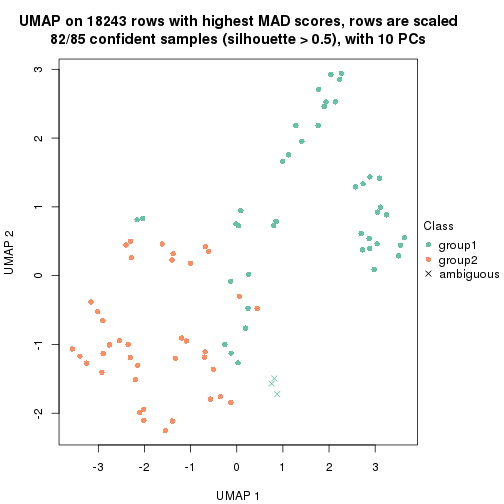 UMAP on 18243 rows with highest MAD scores, rows are scaled
82/85 confident samples (silhouette > 0.5), with 10 PCs
3
2
1
0
-1
-2
UMAP 2
-3
-2
-1
0
1
2
3
UMAP 1
Class
group1
group2
ambiguous